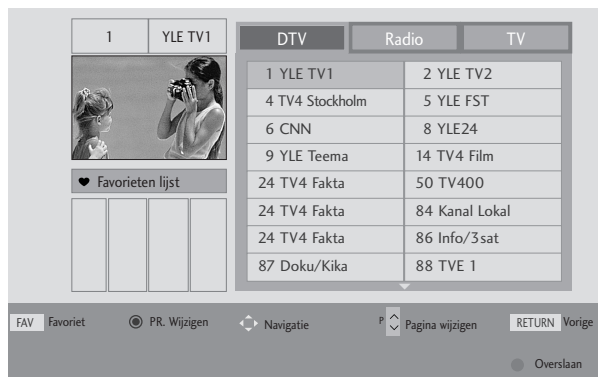 1 YLE TV1
DTV Radio TV
1 YLE TV1 2 YLE TV2
4 TV4 Stockholm 5 YLE FST
6 CNN 8 YLE24
9 YLE Teema 14 TV4 Film
24 TV4 Fakta 50 TV400
24 TV4 Fakta 84 Kanal Lokal
24 TV4 Fakta 86 Info/3sat
87 Doku/Kika 88 TVE 1
Favorieten lijst
FAV Favoriet PR. Wijzigen Navigatie P Pagina wijzigen RETURN Vorige
Overslaan